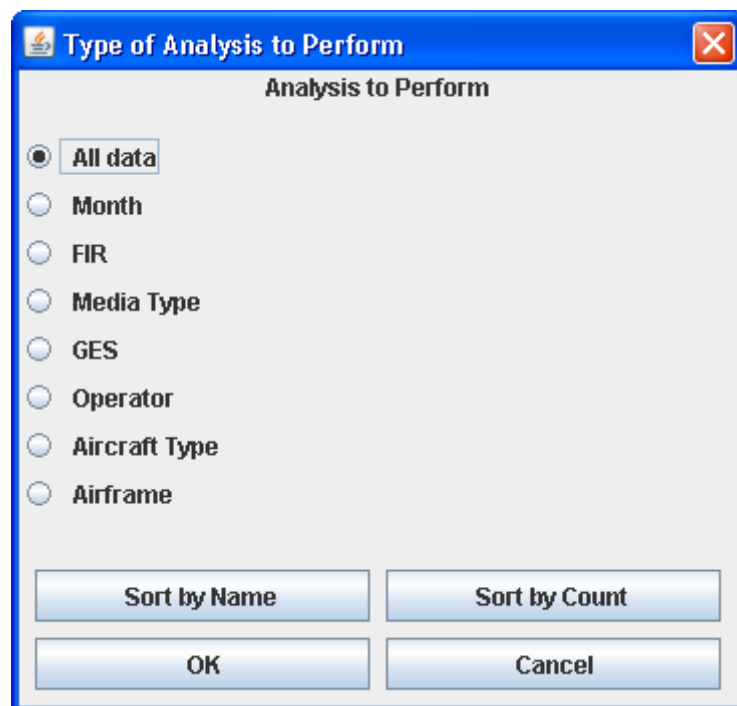 Type of Analysis to Perform
Analysis to Perform
All data
Month
FIR
Media Type
GES
Operator
Aircraft Type
Airframe
Sort by Name Sort by Count
OK Cancel